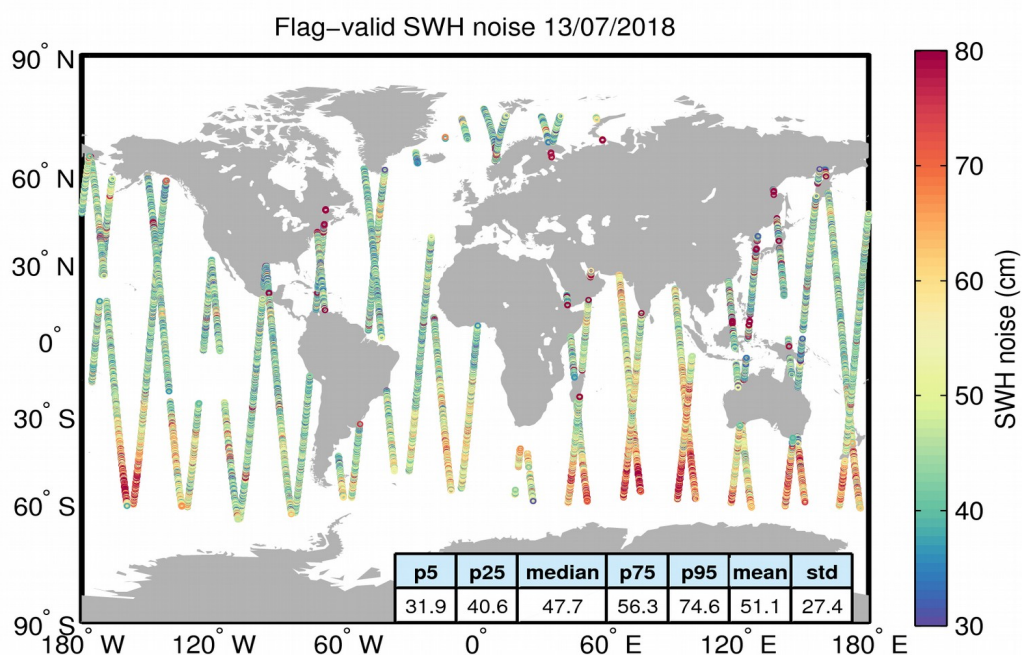 Flag−valid SWH noise 13/07/2018
90° N
60° N
30° N
0°
30° S
60° S
90° S
180° W
120° W
60° W
0°
60° E
120° E
180° E
p5 p25 median p75 p95 mean std
31.9 40.6 47.7 56.3 74.6 51.1 27.4
80
70
60
50
40
30
SWH noise (cm)